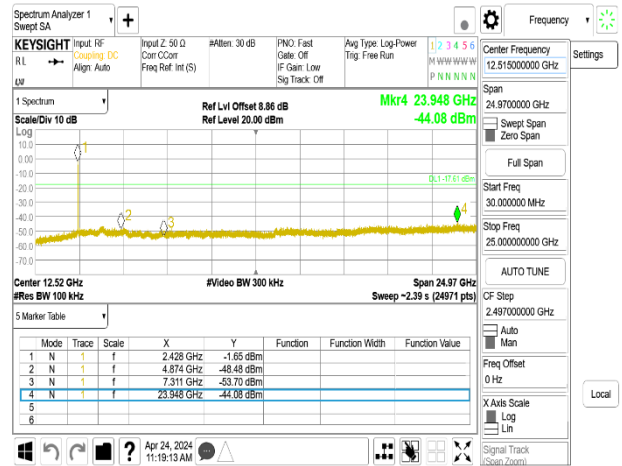 Spectrum Analyzer 1
Swept SA
+
Frequency
KEYSIGHT
Input: RF
Coupling: DC
Align: Auto
Input Z: 50 Ω
Corr CCorr
Freq Ref: Int (S)
#Atten: 30 dB
PNO: Fast
Gate: Off
IF Gain: Low
Sig Track: Off
Avg Type: Log-Power
Trig: Free Run
1 2 3 4 5 6
M W W W W W
P N N N N N
RL
Center Frequency
12.515000000 GHz
Settings
1 Spectrum
Scale/Div 10 dB
Ref Lvl Offset 8.86 dB
Ref Level 20.00 dBm
Mkr4 23.948 GHz
-44.08 dBm
Span
24.9700000 GHz
Swept Span
Zero Span
Full Span
Start Freq
30.000000 MHz
Stop Freq
25.000000000 GHz
AUTO TUNE
CF Step
2.497000000 GHz
Auto
Man
Freq Offset
0 Hz
X Axis Scale
Log
Lin
Signal Track
(Span Zoom)
Local
Log
10.0
0.00
-10.0
-20.0
-30.0
-40.0
-50.0
-60.0
-70.0
1
2
3
4
DL1 -17.61 dBm
Center 12.52 GHz
#Res BW 100 kHz
#Video BW 300 kHz
Span 24.97 GHz
Sweep ~2.39 s (24971 pts)
5 Marker Table
Mode Trace Scale X Y Function Function Width Function Value
1 N 1 f 2.428 GHz -1.65 dBm
2 N 1 f 4.874 GHz -48.48 dBm
3 N 1 f 7.311 GHz -53.70 dBm
4 N 1 f 23.948 GHz -44.08 dBm
5
6
?
Apr 24, 2024
11:19:13 AM